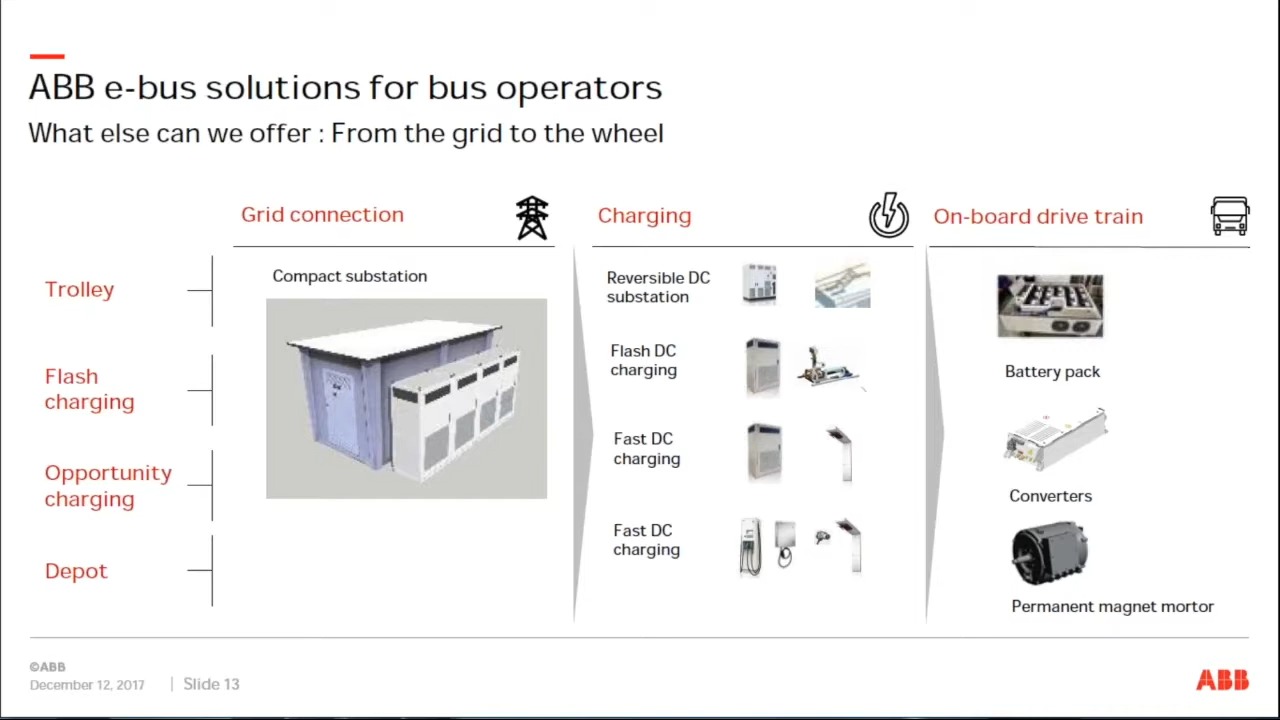 ABB e-bus solutions for bus operators
What else can we offer : From the grid to the wheel
Grid connection
Charging
On-board drive train
Trolley
Flash
charging
Opportunity
charging
Depot
Compact substation
Reversible DC
substation
Flash DC
charging
Fast DC
charging
Fast DC
charging
Battery pack
Converters
Permanent magnet mortor
©ABB
December 12, 2017
Slide 13
ABB